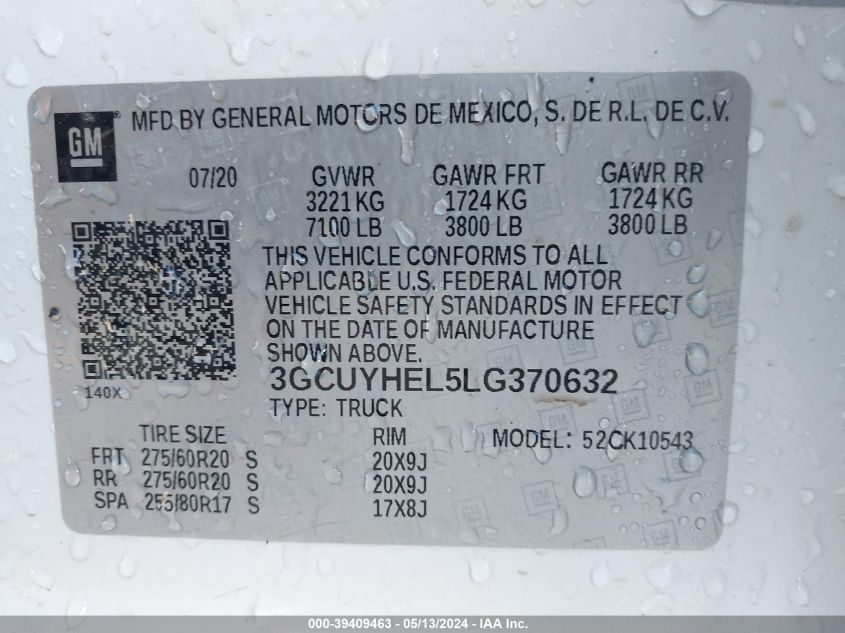 GM
MFD BY GENERAL MOTORS DE MEXICO, S. DE R.L. DE C.V.
07/20 GVWR GAWR FRT GAWR RR
3221 KG 1724 KG 1724 KG
7100 LB 3800 LB 3800 LB
THIS VEHICLE CONFORMS TO ALL
APPLICABLE U.S. FEDERAL MOTOR
VEHICLE SAFETY STANDARDS IN EFFECT
ON THE DATE OF MANUFACTURE
SHOWN ABOVE.
3GCUYHEL5LG370632
140X
TYPE: TRUCK
TIRE SIZE RIM MODEL: 52CK10543
FRT 275/60R20 S 20X9J
RR 275/60R20 S 20X9J
SPA 255/80R17 S 17X8J
000-39409463 - 05/13/2024 - IAA Inc.